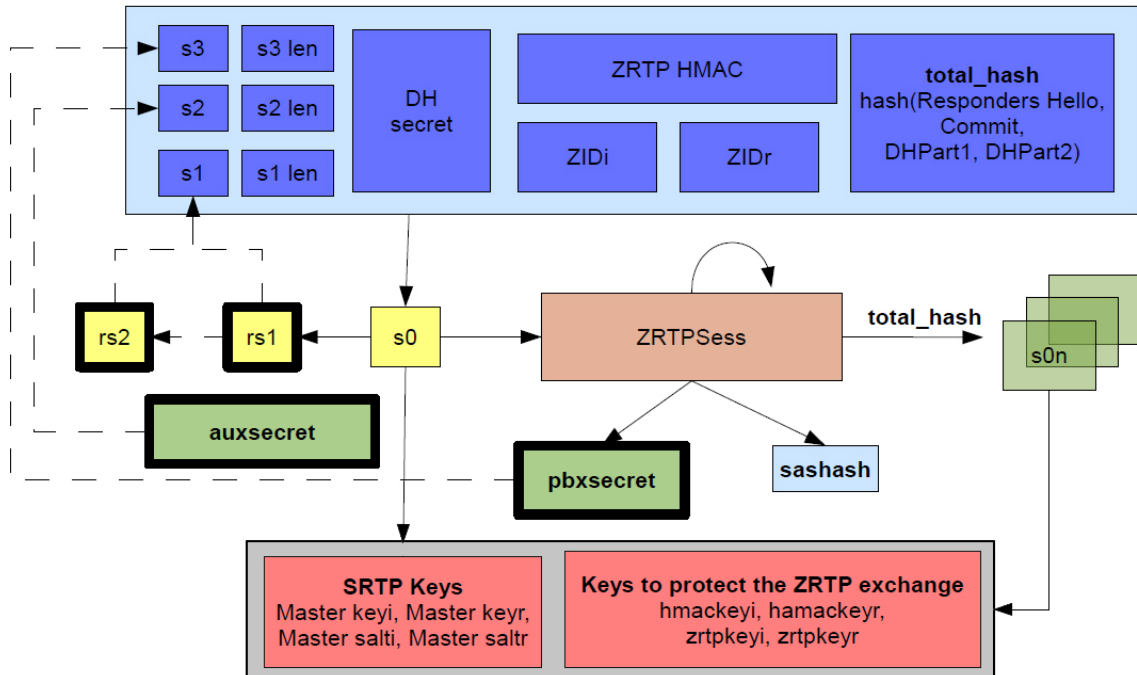 s3
s3 len
s2
s2 len
s1
s1 len
DH
secret
ZRTP HMAC
ZIDi
ZIDr
total_hash
hash(Responders Hello,
Commit,
DHPart1, DHPart2)
rs2
rs1
s0
ZRTPSess
total_hash
s0n
auxsecret
pbxsecret
sashash
SRTP Keys
Master keyi, Master keyr,
Master salti, Master saltr
Keys to protect the ZRTP exchange
hmackeyi, hamackeyr,
zrtpkeyi, zrtpkeyr